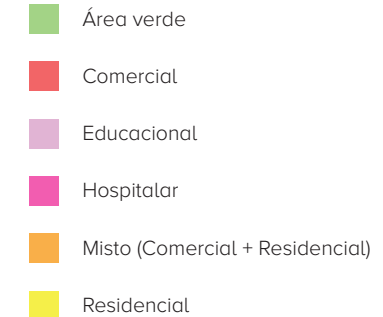 Área verde
Comercial
Educacional
Hospitalar
Misto (Comercial + Residencial)
Residencial